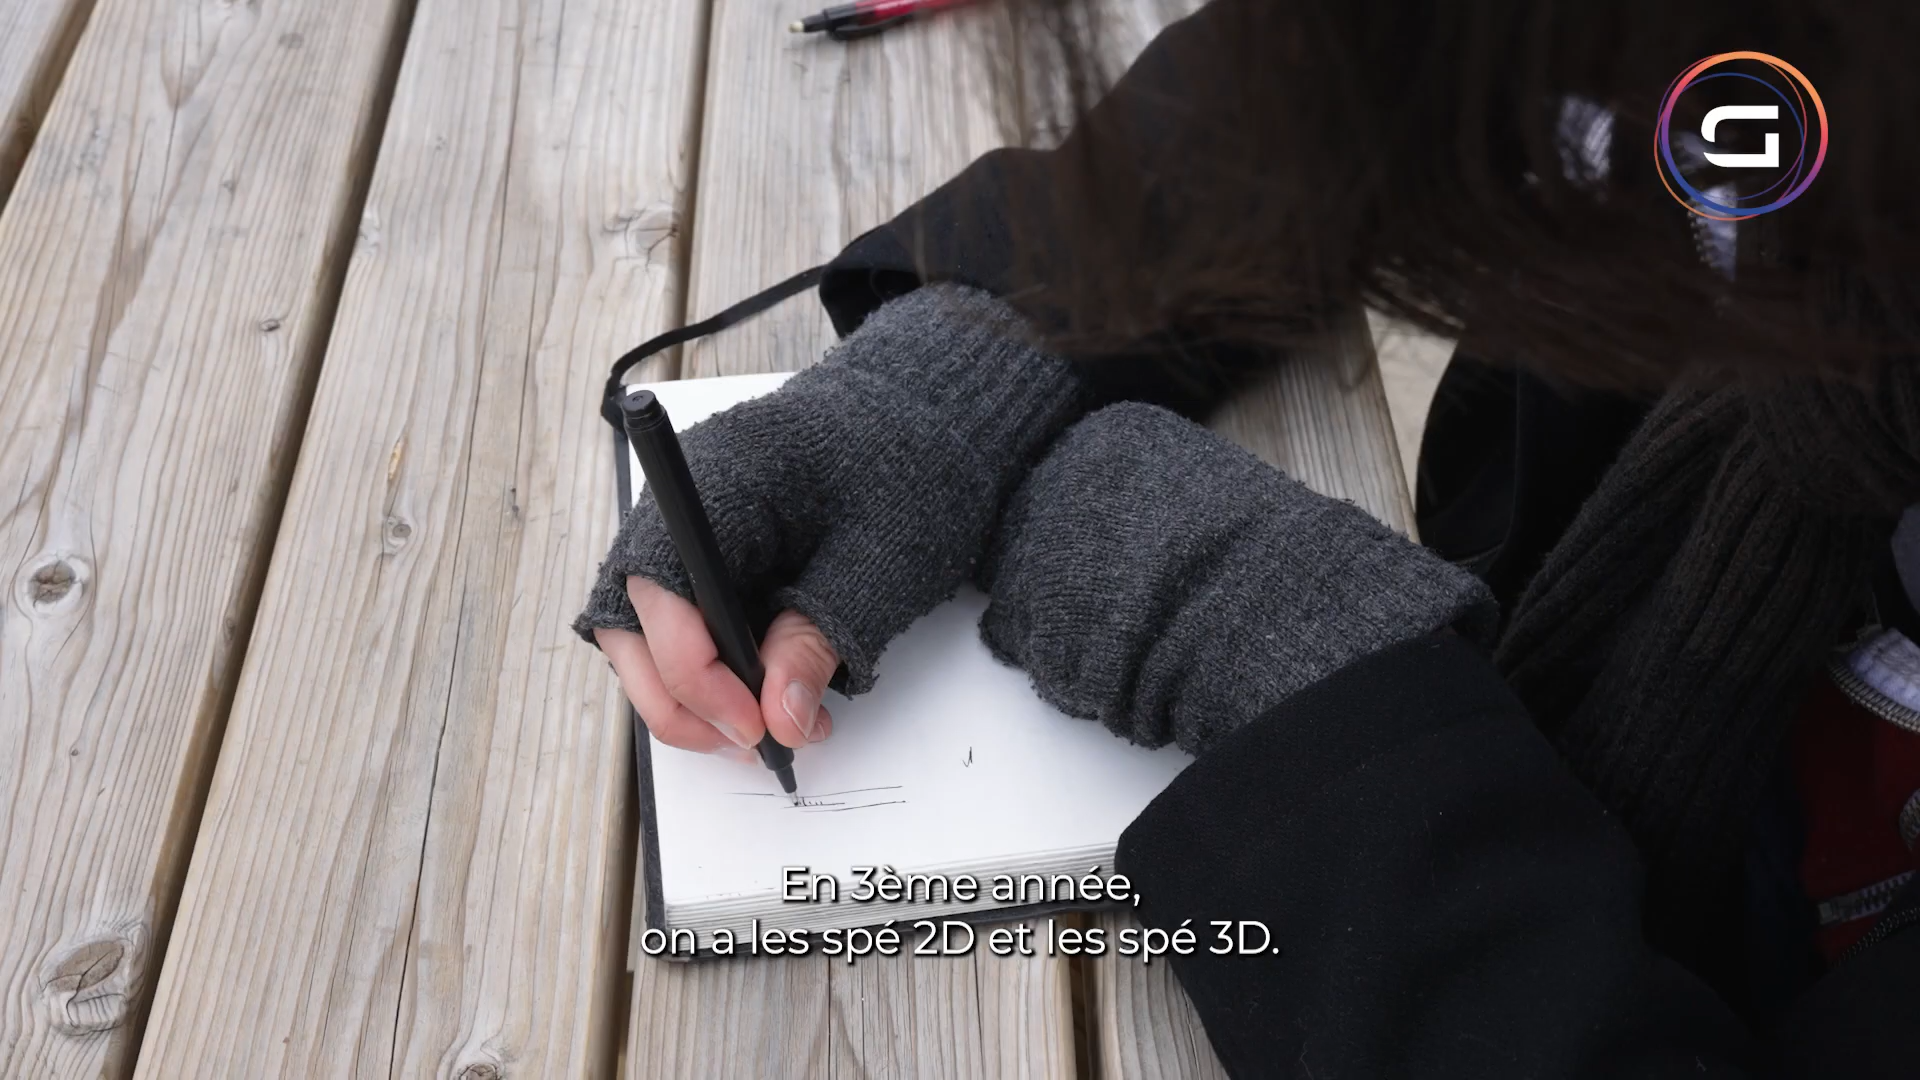 G
En 3ème année,
on a les spé 2D et les spé 3D.